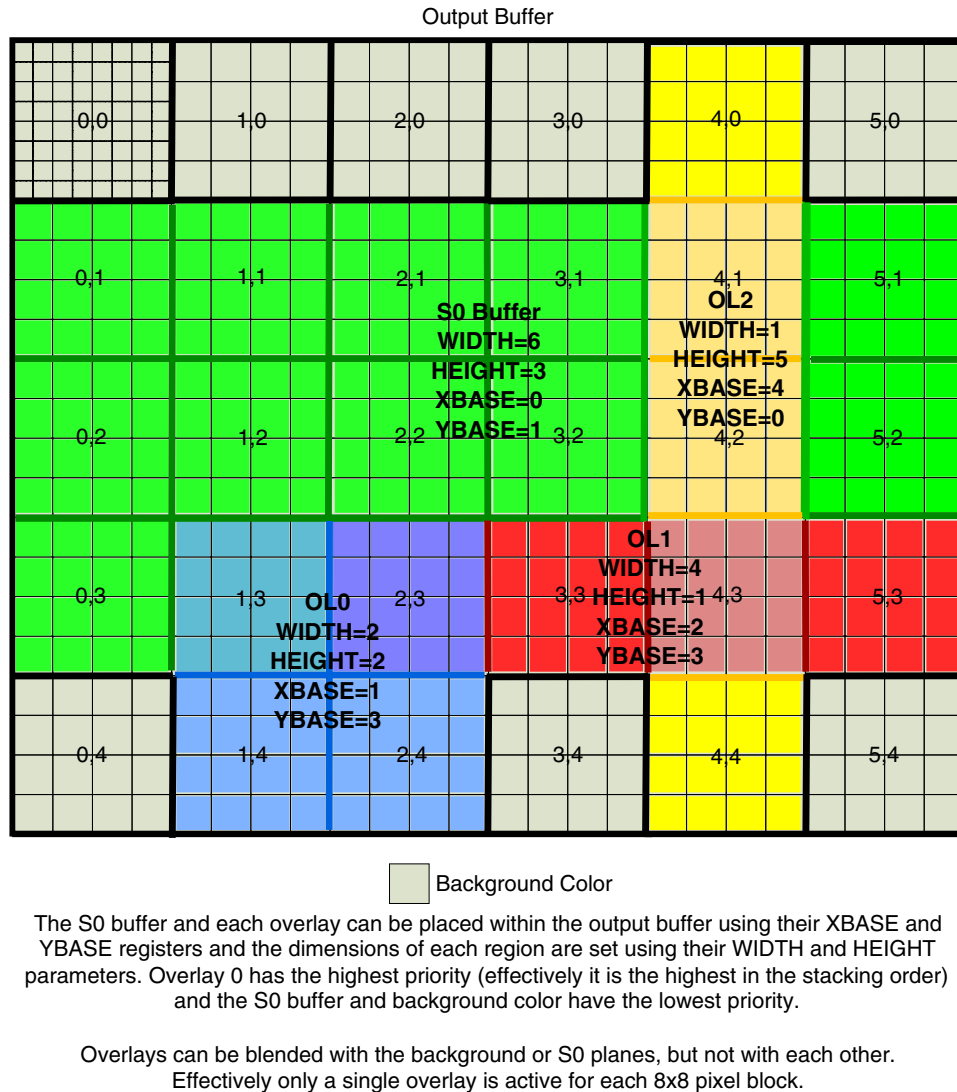 Output Buffer
0,0 1,0 2,0 3,0 4,0 5,0
0,1 1,1 2,1 3,1 4,1 5,1
S0 Buffer
WIDTH=6
HEIGHT=3
XBASE=0
YBASE=1
OL2
WIDTH=1
HEIGHT=5
XBASE=4
YBASE=0
0,2 1,2 2,2 3,2 4,2 5,2
0,3 1,3 2,3 3,3 4,3 5,3
OL0
WIDTH=2
HEIGHT=2
XBASE=1
YBASE=3
OL1
WIDTH=4
HEIGHT=1
XBASE=2
YBASE=3
0,4 1,4 2,4 3,4 4,4 5,4
Background Color
The S0 buffer and each overlay can be placed within the output buffer using their XBASE and
YBASE registers and the dimensions of each region are set using their WIDTH and HEIGHT
parameters. Overlay 0 has the highest priority (effectively it is the highest in the stacking order)
and the S0 buffer and background color have the lowest priority.
Overlays can be blended with the background or S0 planes, but not with each other.
Effectively only a single overlay is active for each 8x8 pixel block.